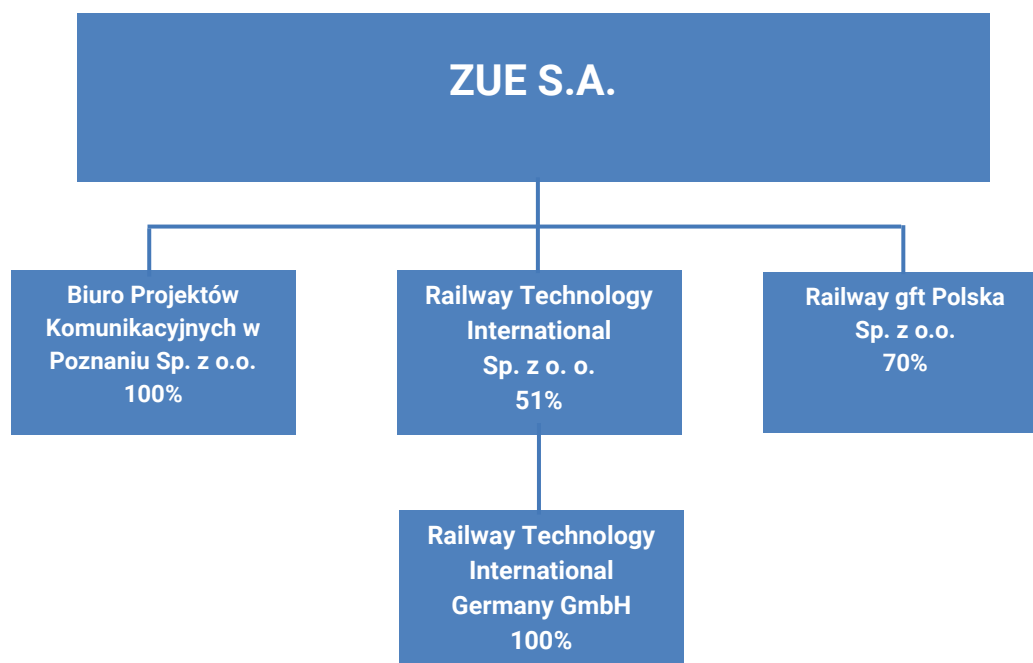 ZUE S.A.
Biuro Projektów
Komunikacyjnych w
Poznaniu Sp. z o.o.
100%
Railway Technology
International
Sp. z o. o.
51%
Railway gft Polska
Sp. z o.o.
70%
Railway Technology
International
Germany GmbH
100%